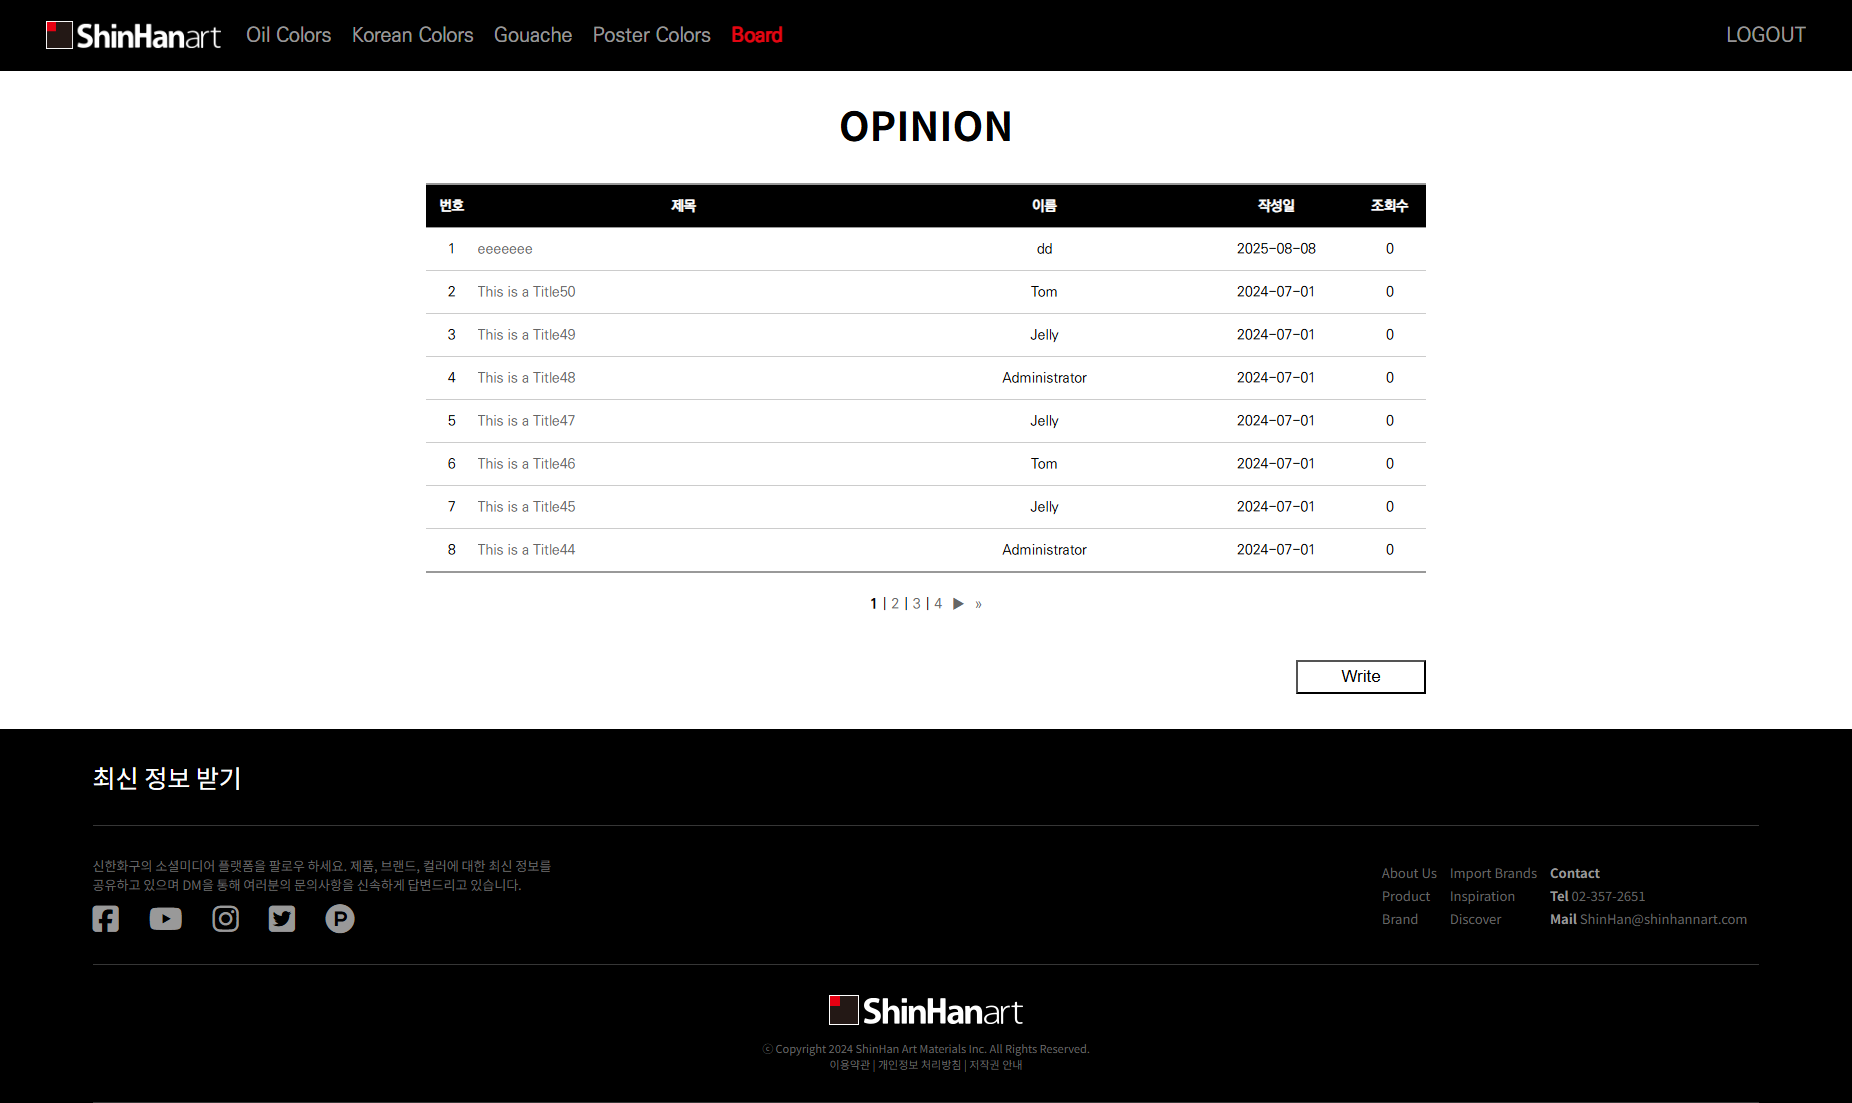 ShinHanart Oil Colors Korean Colors Gouache Poster Colors Board LOGOUT
OPINION
번호 제목 이름 작성일 조회수
1 eeeeeee dd 2025-08-08 0
2 This is a Title50 Tom 2024-07-01 0
3 This is a Title49 Jelly 2024-07-01 0
4 This is a Title48 Administrator 2024-07-01 0
5 This is a Title47 Jelly 2024-07-01 0
6 This is a Title46 Tom 2024-07-01 0
7 This is a Title45 Jelly 2024-07-01 0
8 This is a Title44 Administrator 2024-07-01 0
1 | 2 | 3 | 4 ▶ »
Write
최신 정보 받기
신한화구의 소셜미디어 플랫폼을 팔로우 하세요. 제품, 브랜드, 컬러에 대한 최신 정보를
공유하고 있으며 DM을 통해 여러분의 문의사항을 신속하게 답변드리고 있습니다.
About Us Import Brands Contact
Product Inspiration Tel 02-357-2651
Brand Discover Mail ShinHan@shinhannart.com
ShinHanart
ⓒ Copyright 2024 ShinHan Art Materials Inc. All Rights Reserved.
이용약관 | 개인정보 처리방침 | 저작권 안내